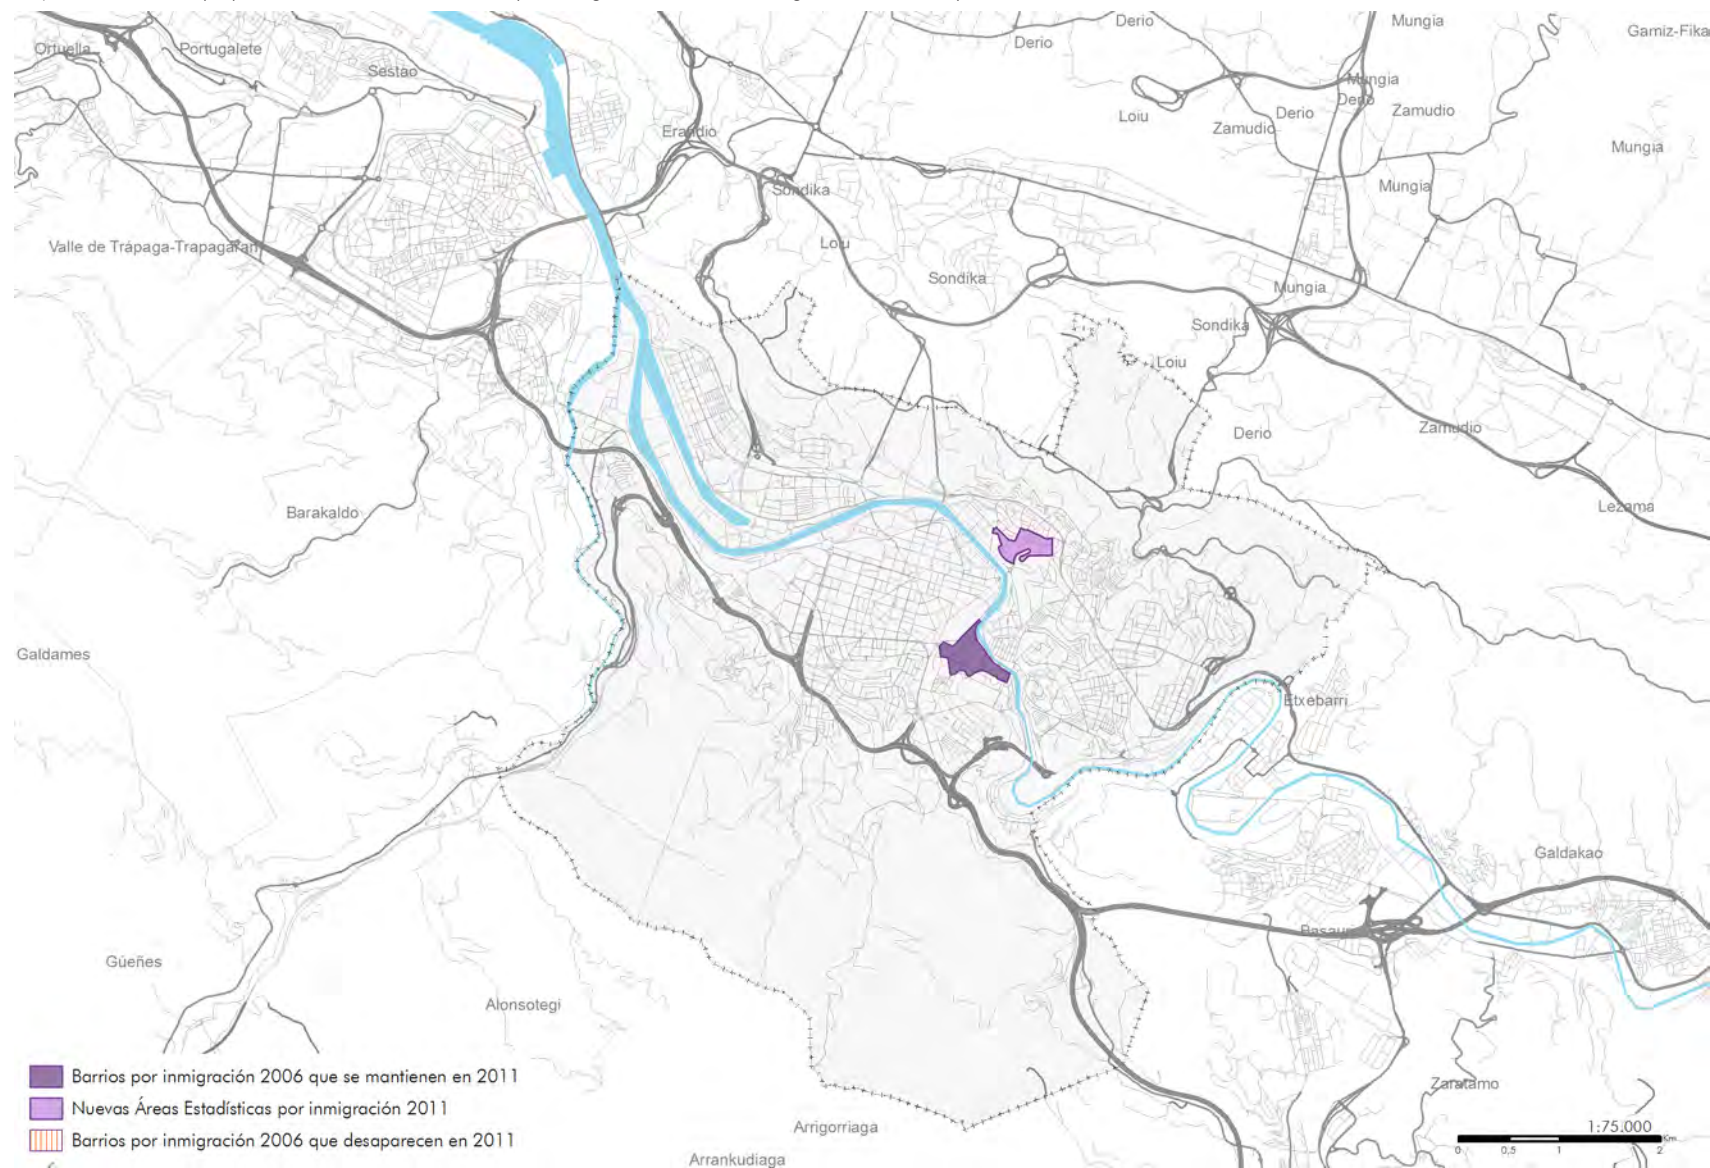 Derio
Mungia
Gamiz-Fika
Ortuella
Portugalete
Derio
Sestao
Mungia
Derio
Loiu
Derio
Zamudio
Zamudio
Erandio
Mungia
Sondika
Mungia
Valle de Trápaga-Trapagaran
Loiu
Sondika
Mungia
Sondika
Loiu
Derio
Zamudio
Barakaldo
Lezama
Galdames
Etxebarri
Galdakao
Basauri
Güeñes
Alonsotegi
Barrios por inmigración 2006 que se mantienen en 2011
Nuevas Áreas Estadísticas por inmigración 2011
Barrios por inmigración 2006 que desaparecen en 2011
Zaratamo
Arrigorriaga
Arrankudiaga
1:75.000
Km
0 0,5 1 2